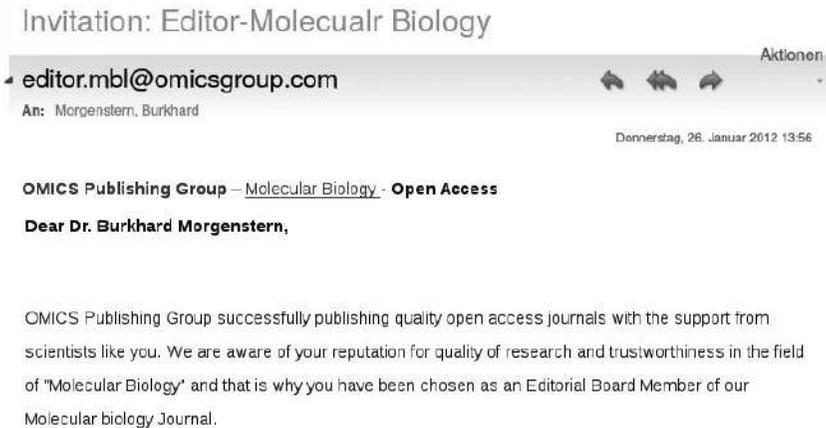 Invitation: Editor-Molecualr Biology
Aktionen
editor.mbl@omicsgroup.com
An: Morgenstern, Burkhard
Donnerstag, 26. Januar 2012 13:56
OMICS Publishing Group – Molecular Biology - Open Access
Dear Dr. Burkhard Morgenstern,
OMICS Publishing Group successfully publishing quality open access journals with the support from
scientists like you. We are aware of your reputation for quality of research and trustworthiness in the field
of "Molecular Biology" and that is why you have been chosen as an Editorial Board Member of our
Molecular biology Journal.